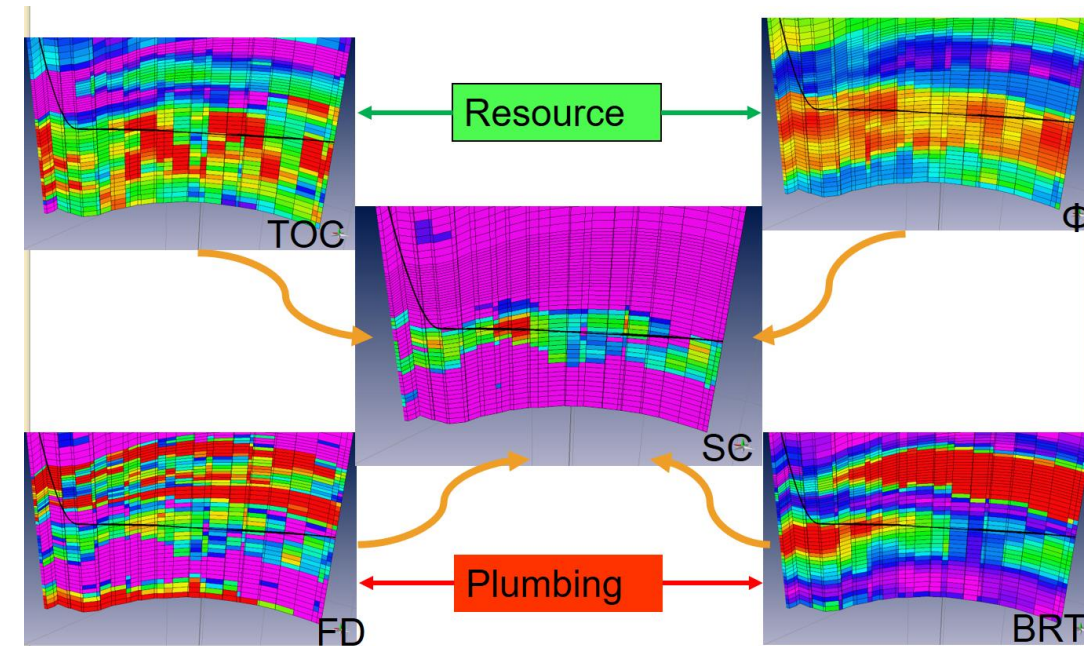 Resource
TOC
Φ
SC
Plumbing
FD
BRT